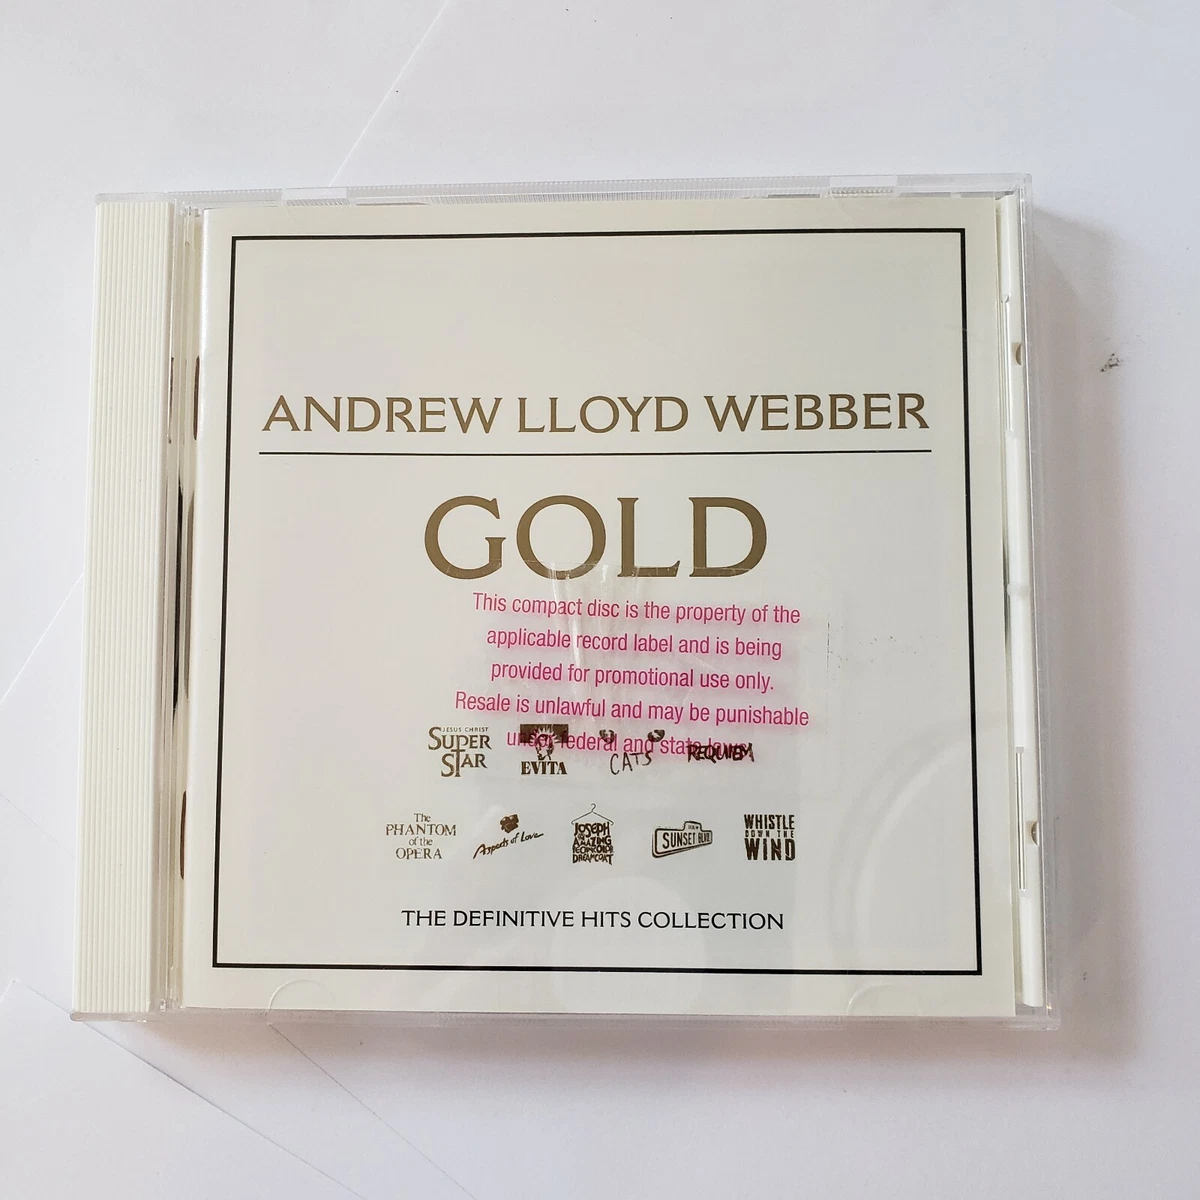 ANDREW LLOYD WEBBER
GOLD
This compact disc is the property of the
applicable record label and is being
provided for promotional use only.
Resale is unlawful and may be punishable
under federal and state laws.
JESUS CHRIST
SUPER
STAR
EVITA
CATS
REQUIEM
The
PHANTOM
of the
OPERA
Aspects of Love
JOSEPH
AMAZING
TECHNICOLOR
DREAMCOAT
SUNSET BLVD
WHISTLE
DOWN THE
WIND
THE DEFINITIVE HITS COLLECTION